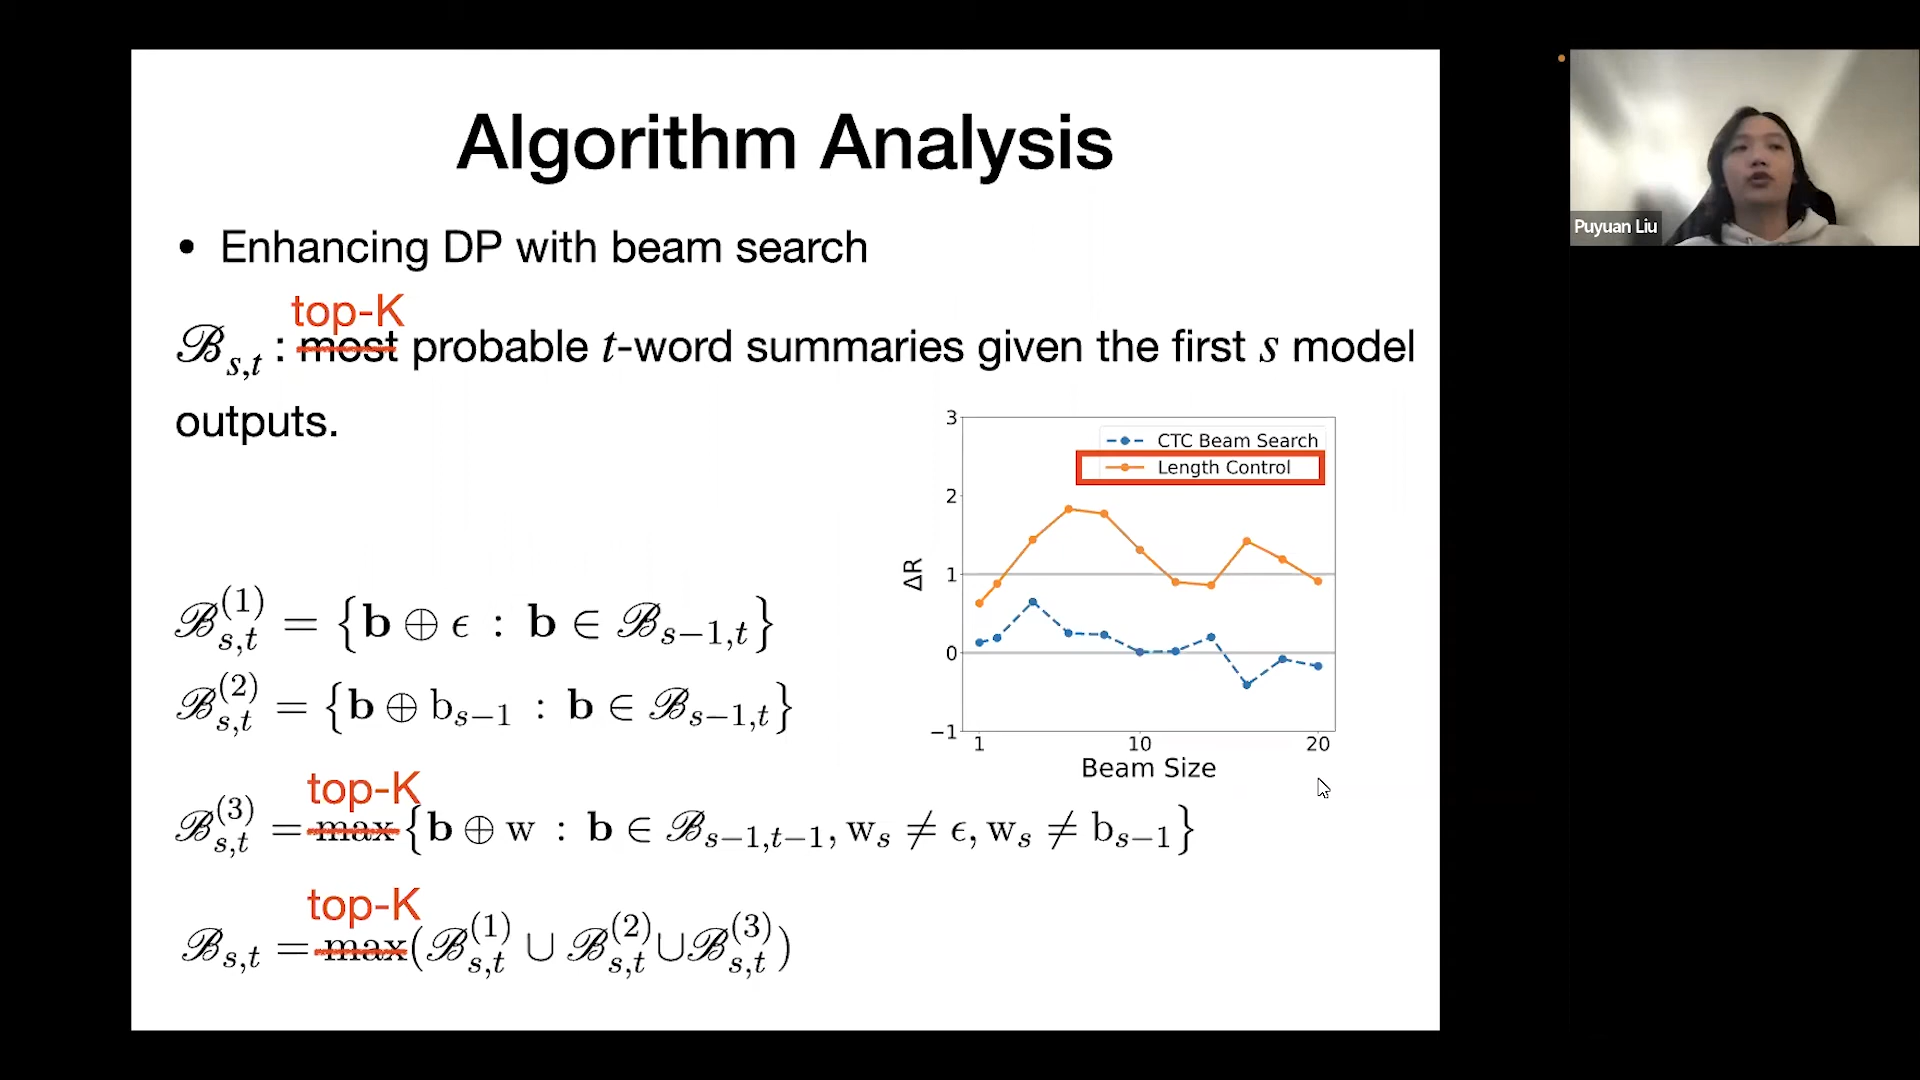 Algorithm Analysis
• Enhancing DP with beam search
top-K
ℬ_{s,t} : most probable t-word summaries given the first s model
outputs.
3
CTC Beam Search
Length Control
2
1
0
−1
ΔR
1 10 20
Beam Size
ℬ_{s,t}^{(1)} = {b ⊕ ϵ : b ∈ ℬ_{s−1,t}}
ℬ_{s,t}^{(2)} = {b ⊕ b_{s−1} : b ∈ ℬ_{s−1,t}}
top-K
ℬ_{s,t}^{(3)} = max{b ⊕ w : b ∈ ℬ_{s−1,t−1}, w_s ≠ ϵ, w_s ≠ b_{s−1}}
top-K
ℬ_{s,t} = max(ℬ_{s,t}^{(1)} ∪ ℬ_{s,t}^{(2)} ∪ ℬ_{s,t}^{(3)})
Puyuan Liu